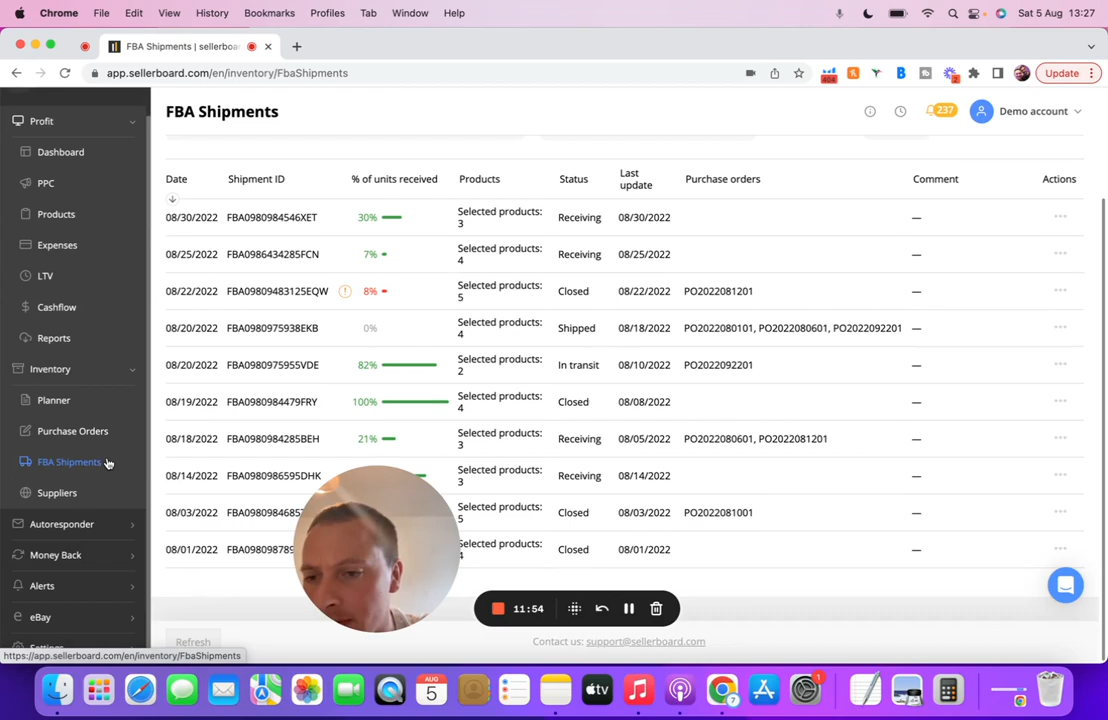 Chrome File Edit View History Bookmarks Profiles Tab Window Help Sat 5 Aug 13:27
FBA Shipments | sellerboa
app.sellerboard.com/en/inventory/FbaShipments 404 2 Update
Profit
Dashboard
PPC
Products
Expenses
LTV
Cashflow
Reports
Inventory
Planner
Purchase Orders
FBA Shipments
Suppliers
Autoresponder
Money Back
Alerts
eBay
https://app.sellerboard.com/en/inventory/FbaShipments
FBA Shipments 237 Demo account
Date Shipment ID % of units received Products Status Last update Purchase orders Comment Actions
08/30/2022 FBA0980984546XET 30% Selected products: 3 Receiving 08/30/2022 —
08/25/2022 FBA0986434285FCN 7% Selected products: 4 Receiving 08/25/2022 —
08/22/2022 FBA09809483125EQW 8% Selected products: 5 Closed 08/22/2022 PO2022081201 —
08/20/2022 FBA0980975938EKB 0% Selected products: 4 Shipped 08/18/2022 PO2022080101, PO2022080601, PO2022092201 —
08/20/2022 FBA0980975955VDE 82% Selected products: 2 In transit 08/10/2022 PO2022092201 —
08/19/2022 FBA0980984479FRY 100% Selected products: 4 Closed 08/08/2022 —
08/18/2022 FBA0980984285BEH 21% Selected products: 3 Receiving 08/05/2022 PO2022080601, PO2022081201 —
08/14/2022 FBA0980986595DHK Selected products: 3 Receiving 08/14/2022 —
08/03/2022 FBA098098468 Selected products: 5 Closed 08/03/2022 PO2022081001 —
08/01/2022 FBA098098789 elected products: 4 Closed 08/01/2022 —
11:54
Refresh Contact us: support@sellerboard.com
AUG 5 tv 7 1